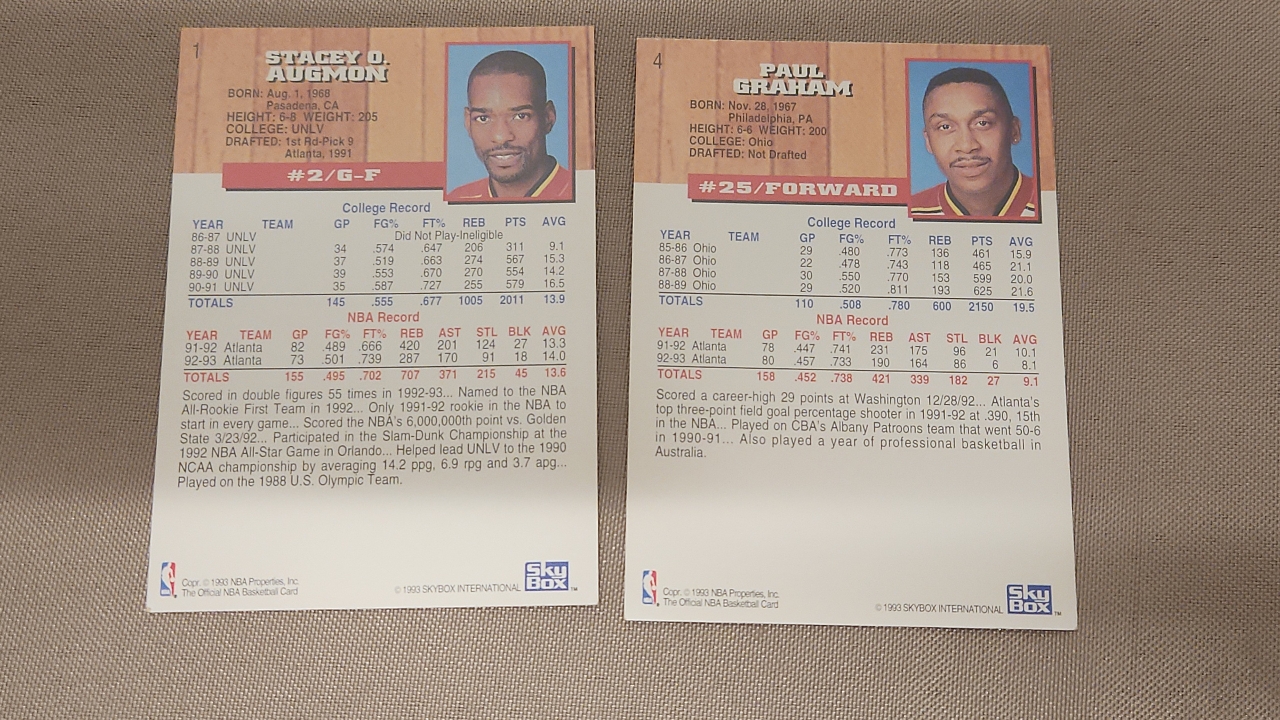 1
STACEY O.
AUGMON
BORN: Aug. 1, 1968
Pasadena, CA
HEIGHT: 6-8 WEIGHT: 205
COLLEGE: UNLV
DRAFTED: 1st Rd-Pick 9
Atlanta, 1991
#2/G-F
College Record
YEAR TEAM GP FG% FT% REB PTS AVG
86-87 UNLV Did Not Play-Ineligible
87-88 UNLV 34 .574 .647 206 311 9.1
88-89 UNLV 37 .519 .663 274 567 15.3
89-90 UNLV 39 .553 .670 270 554 14.2
90-91 UNLV 35 .587 .727 255 579 16.5
TOTALS 145 .555 .677 1005 2011 13.9
NBA Record
YEAR TEAM GP FG% FT% REB AST STL BLK AVG
91-92 Atlanta 82 .489 .666 420 201 124 27 13.3
92-93 Atlanta 73 .501 .739 287 170 91 18 14.0
TOTALS 155 .495 .702 707 371 215 45 13.6
Scored in double figures 55 times in 1992-93... Named to the NBA
All-Rookie First Team in 1992... Only 1991-92 rookie in the NBA to
start in every game... Scored the NBA's 6,000,000th point vs. Golden
State 3/23/92... Participated in the Slam-Dunk Championship at the
1992 NBA All-Star Game in Orlando... Helped lead UNLV to the 1990
NCAA championship by averaging 14.2 ppg, 6.9 rpg and 3.7 apg...
Played on the 1988 U.S. Olympic Team.
Copr. © 1993 NBA Properties, Inc.
The Official NBA Basketball Card
© 1993 SKYBOX INTERNATIONAL
Sky
Box TM
4
PAUL
GRAHAM
BORN: Nov. 28, 1967
Philadelphia, PA
HEIGHT: 6-6 WEIGHT: 200
COLLEGE: Ohio
DRAFTED: Not Drafted
#25/FORWARD
College Record
YEAR TEAM GP FG% FT% REB PTS AVG
85-86 Ohio 29 .480 .773 136 461 15.9
86-87 Ohio 22 .478 .743 118 465 21.1
87-88 Ohio 30 .550 .770 153 599 20.0
88-89 Ohio 29 .520 .811 193 625 21.6
TOTALS 110 .508 .780 600 2150 19.5
NBA Record
YEAR TEAM GP FG% FT% REB AST STL BLK AVG
91-92 Atlanta 78 .447 .741 231 175 96 21 10.1
92-93 Atlanta 80 .457 .733 190 164 86 6 8.1
TOTALS 158 .452 .738 421 339 182 27 9.1
Scored a career-high 29 points at Washington 12/28/92... Atlanta's
top three-point field goal percentage shooter in 1991-92 at .390, 15th
in the NBA... Played on CBA's Albany Patroons team that went 50-6
in 1990-91... Also played a year of professional basketball in
Australia.
Copr. © 1993 NBA Properties, Inc.
The Official NBA Basketball Card
© 1993 SKYBOX INTERNATIONAL
Sky
Box TM